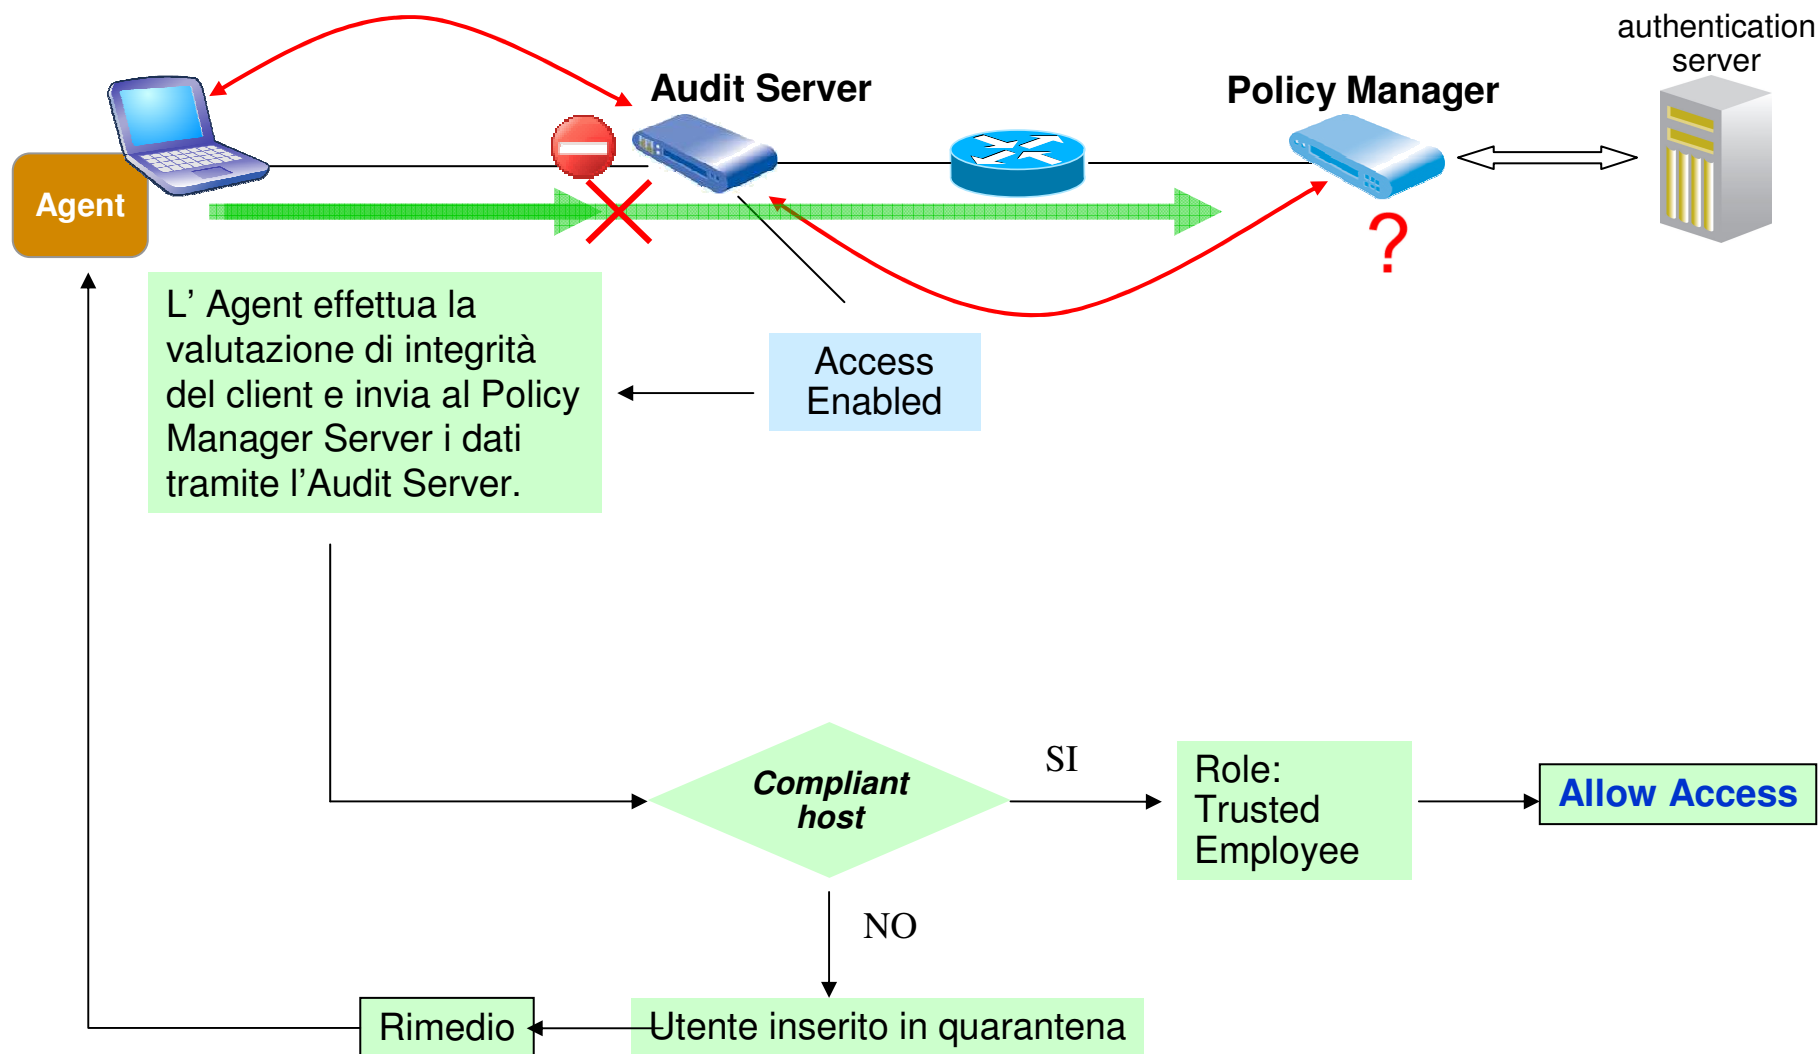 authentication
server
Audit Server
Policy Manager
Agent
?
L' Agent effettua la
valutazione di integrità
del client e invia al Policy
Manager Server i dati
tramite l'Audit Server.
Access
Enabled
Compliant
host
SI
Role:
Trusted
Employee
Allow Access
NO
Rimedio
Utente inserito in quarantena